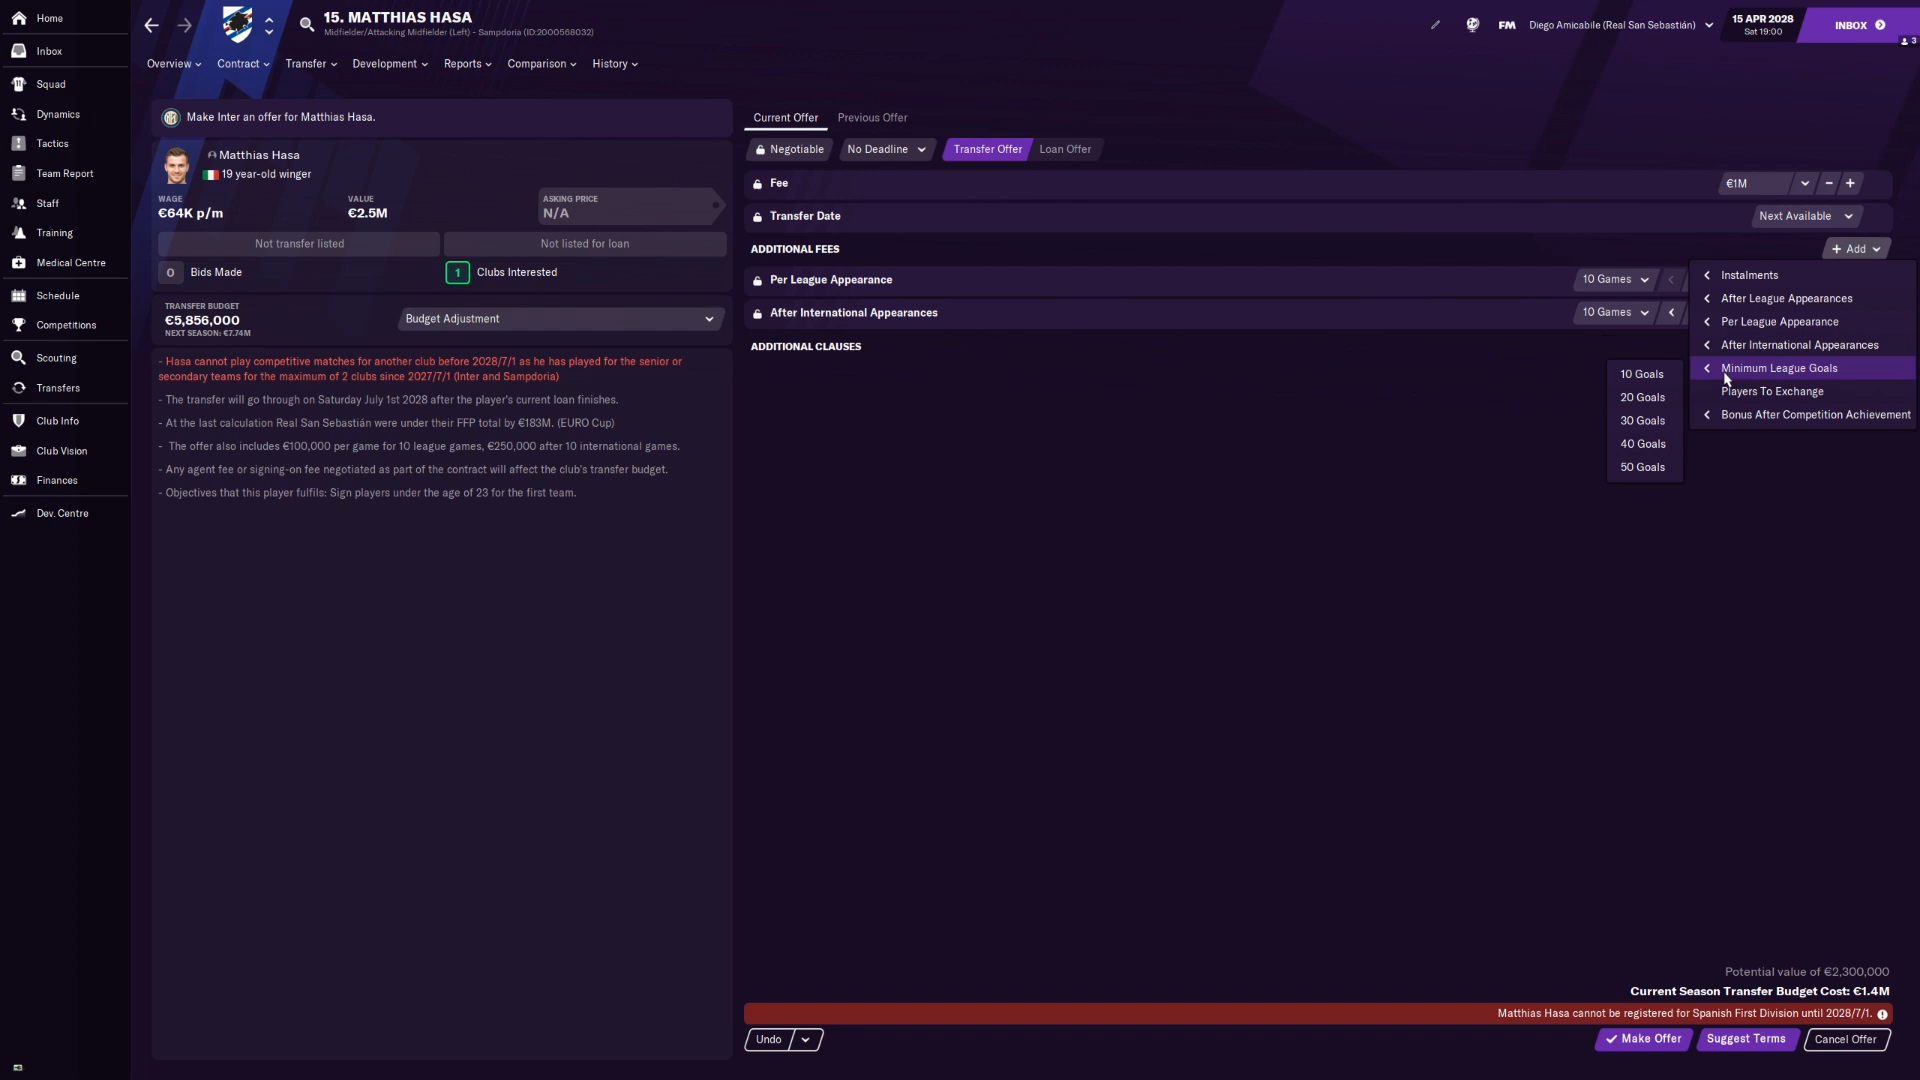 Home
Inbox
Squad
Dynamics
Tactics
Team Report
Staff
Training
Medical Centre
Schedule
Competitions
Scouting
Transfers
Club Info
Club Vision
Finances
Dev. Centre
15. MATTHIAS HASA
Midfielder/Attacking Midfielder (Left) - Sampdoria (ID:2000568032)
FM
Diego Amicabile (Real San Sebastián)
15 APR 2028
Sat 19:00
INBOX
3
Overview
Contract
Transfer
Development
Reports
Comparison
History
Make Inter an offer for Matthias Hasa.
Matthias Hasa
19 year-old winger
WAGE
€64K p/m
VALUE
€2.5M
ASKING PRICE
N/A
Not transfer listed
Not listed for loan
0 Bids Made
1 Clubs Interested
TRANSFER BUDGET
€5,856,000
NEXT SEASON: €7.74M
Budget Adjustment
- Hasa cannot play competitive matches for another club before 2028/7/1 as he has played for the senior or
secondary teams for the maximum of 2 clubs since 2027/7/1 (Inter and Sampdoria)
- The transfer will go through on Saturday July 1st 2028 after the player's current loan finishes.
- At the last calculation Real San Sebastián were under their FFP total by €183M. (EURO Cup)
- The offer also includes €100,000 per game for 10 league games, €250,000 after 10 international games.
- Any agent fee or signing-on fee negotiated as part of the contract will affect the club's transfer budget.
- Objectives that this player fulfils: Sign players under the age of 23 for the first team.
Current Offer
Previous Offer
Negotiable
No Deadline
Transfer Offer
Loan Offer
Fee
€1M
Transfer Date
Next Available
ADDITIONAL FEES
+ Add
Per League Appearance
10 Games
After International Appearances
10 Games
ADDITIONAL CLAUSES
Instalments
After League Appearances
Per League Appearance
After International Appearances
Minimum League Goals
Players To Exchange
Bonus After Competition Achievement
10 Goals
20 Goals
30 Goals
40 Goals
50 Goals
Potential value of €2,300,000
Current Season Transfer Budget Cost: €1.4M
Matthias Hasa cannot be registered for Spanish First Division until 2028/7/1.
Undo
Make Offer
Suggest Terms
Cancel Offer